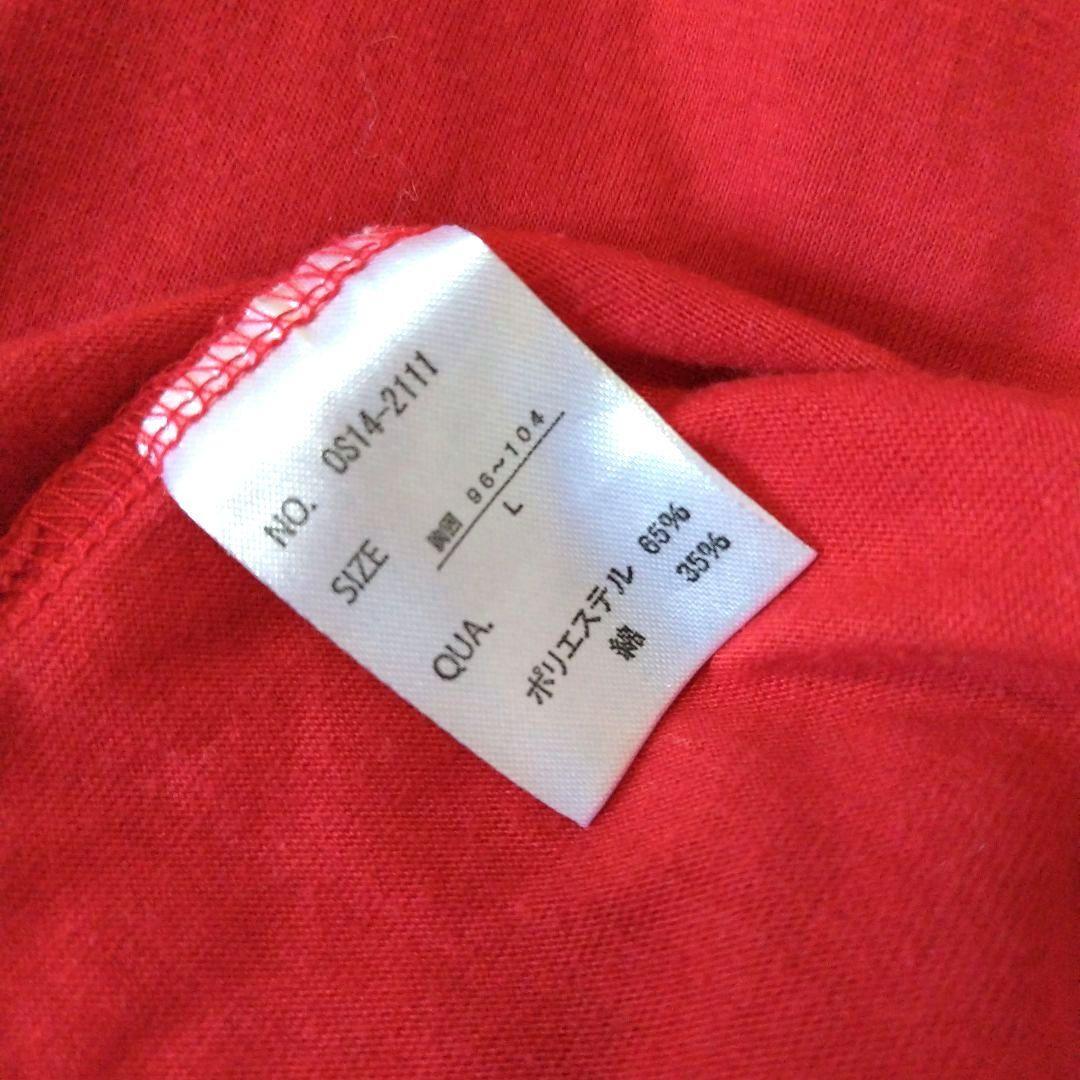 NO. OS14-2111
SIZE 胸囲 96~104
L
QUA.
ポリエステル 65%
綿 35%